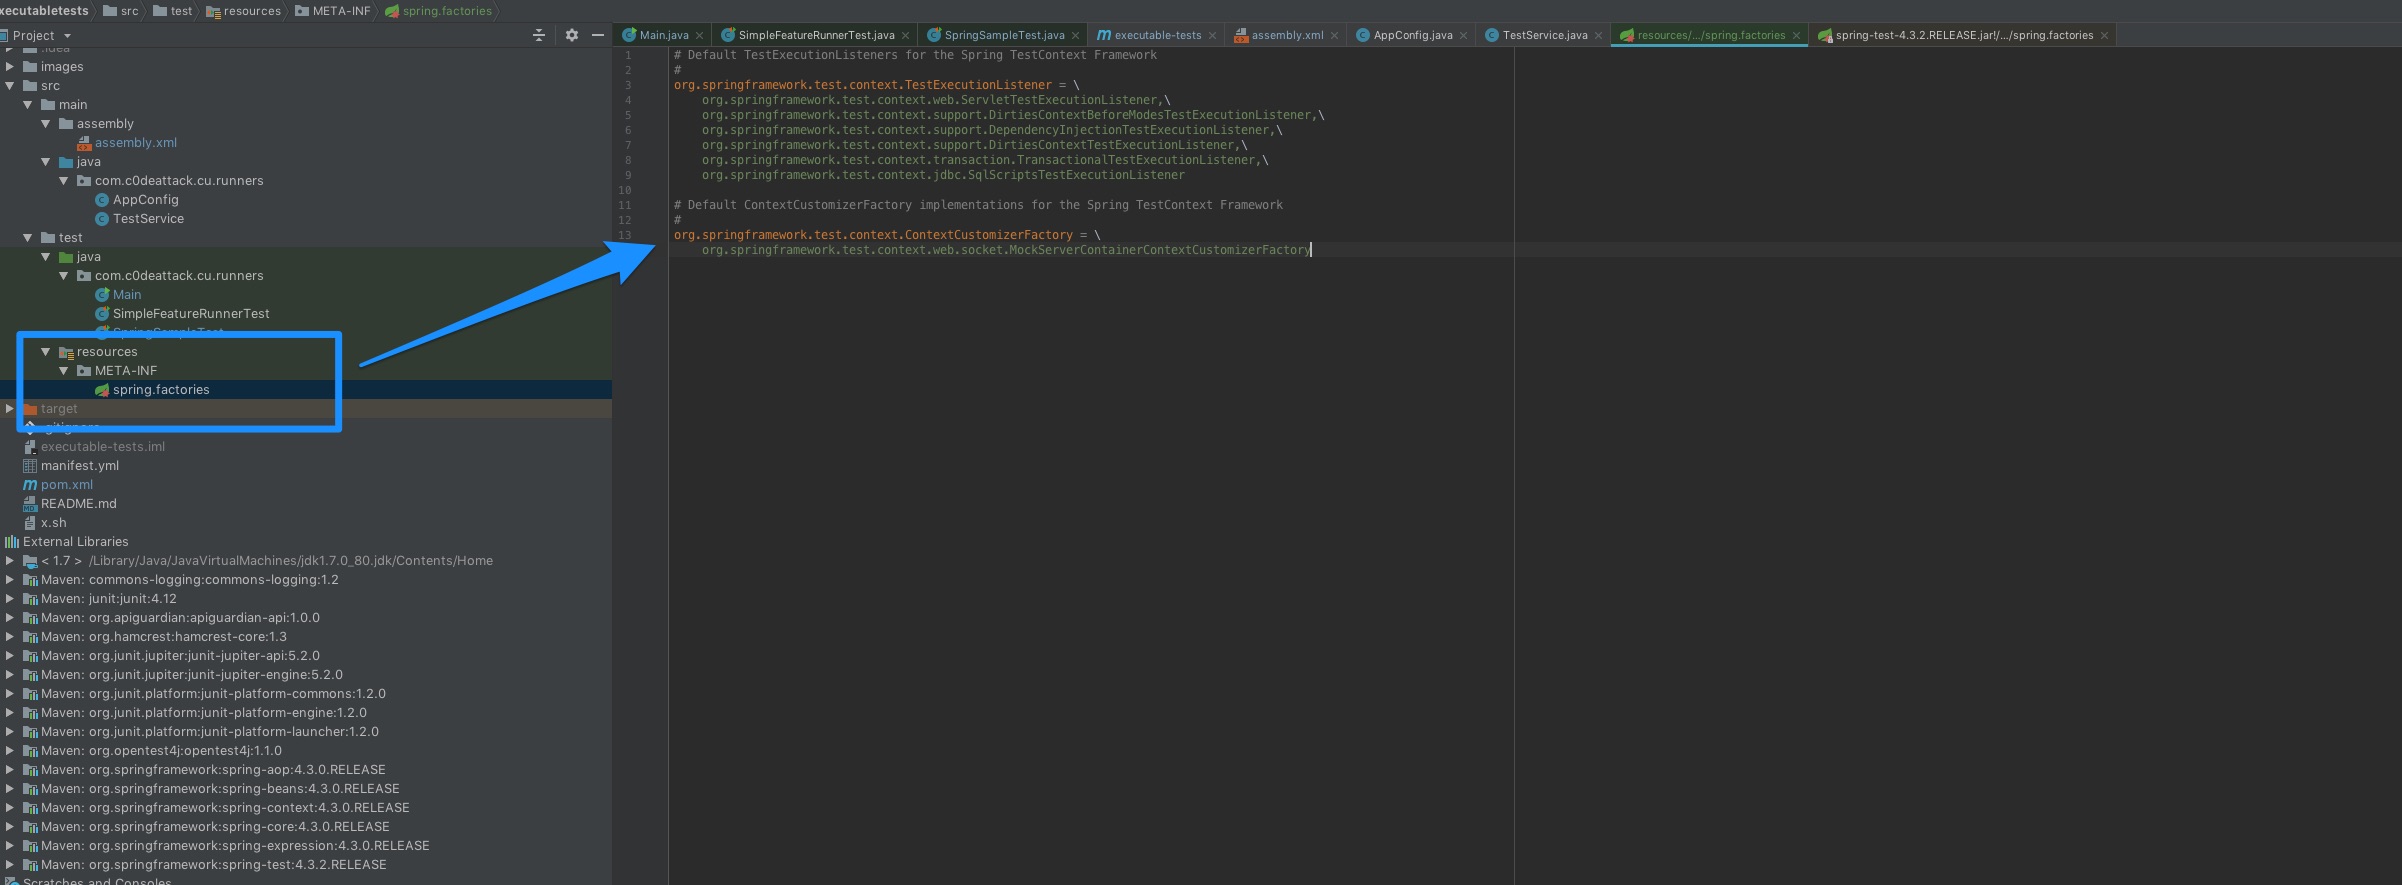 xecutabletests src test resources META-INF spring.factories
Project
Main.java SimpleFeatureRunnerTest.java SpringSampleTest.java executable-tests assembly.xml AppConfig.java TestService.java resources/.../spring.factories spring-test-4.3.2.RELEASE.jar!/.../spring.factories
.idea
images
src
main
assembly
assembly.xml
java
com.c0deattack.cu.runners
AppConfig
TestService
test
java
com.c0deattack.cu.runners
Main
SimpleFeatureRunnerTest
SpringSampleTest
resources
META-INF
spring.factories
target
.gitignore
executable-tests.iml
manifest.yml
pom.xml
README.md
x.sh
External Libraries
< 1.7 > /Library/Java/JavaVirtualMachines/jdk1.7.0_80.jdk/Contents/Home
Maven: commons-logging:commons-logging:1.2
Maven: junit:junit:4.12
Maven: org.apiguardian:apiguardian-api:1.0.0
Maven: org.hamcrest:hamcrest-core:1.3
Maven: org.junit.jupiter:junit-jupiter-api:5.2.0
Maven: org.junit.jupiter:junit-jupiter-engine:5.2.0
Maven: org.junit.platform:junit-platform-commons:1.2.0
Maven: org.junit.platform:junit-platform-engine:1.2.0
Maven: org.junit.platform:junit-platform-launcher:1.2.0
Maven: org.opentest4j:opentest4j:1.1.0
Maven: org.springframework:spring-aop:4.3.0.RELEASE
Maven: org.springframework:spring-beans:4.3.0.RELEASE
Maven: org.springframework:spring-context:4.3.0.RELEASE
Maven: org.springframework:spring-core:4.3.0.RELEASE
Maven: org.springframework:spring-expression:4.3.0.RELEASE
Maven: org.springframework:spring-test:4.3.2.RELEASE
Scratches and Consoles
1 # Default TestExecutionListeners for the Spring TestContext Framework
2 #
3 org.springframework.test.context.TestExecutionListener = \
4 org.springframework.test.context.web.ServletTestExecutionListener,\
5 org.springframework.test.context.support.DirtiesContextBeforeModesTestExecutionListener,\
6 org.springframework.test.context.support.DependencyInjectionTestExecutionListener,\
7 org.springframework.test.context.support.DirtiesContextTestExecutionListener,\
8 org.springframework.test.context.transaction.TransactionalTestExecutionListener,\
9 org.springframework.test.context.jdbc.SqlScriptsTestExecutionListener
10
11 # Default ContextCustomizerFactory implementations for the Spring TestContext Framework
12 #
13 org.springframework.test.context.ContextCustomizerFactory = \
org.springframework.test.context.web.socket.MockServerContainerContextCustomizerFactory